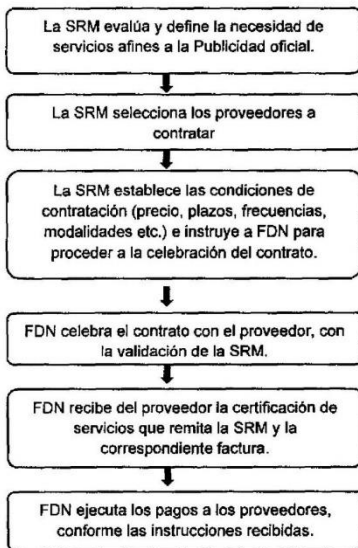 La SRM evalúa y define la necesidad de
servicios afines a la Publicidad oficial.
La SRM selecciona los proveedores a
contratar
La SRM establece las condiciones de
contratación (precio, plazos, frecuencias,
modalidades etc.) e instruye a FDN para
proceder a la celebración del contrato.
FDN celebra el contrato con el proveedor, con
la validación de la SRM.
FDN recibe del proveedor la certificación de
servicios que remita la SRM y la
correspondiente factura.
FDN ejecuta los pagos a los proveedores,
conforme las instrucciones recibidas.